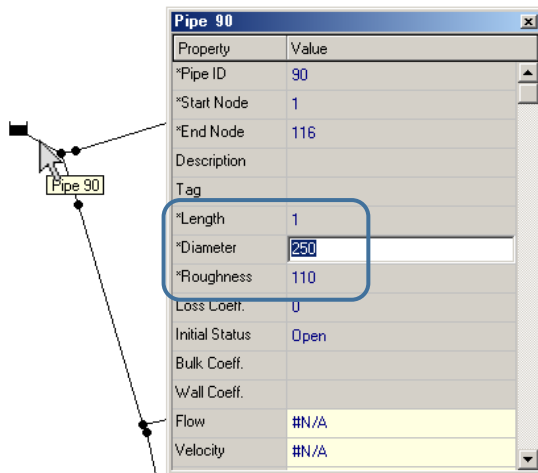 Pipe 90
Property Value
*Pipe ID 90
*Start Node 1
*End Node 116
Description
Tag
Pipe 90
*Length 1
*Diameter 250
*Roughness 110
Loss Coeff. 0
Initial Status Open
Bulk Coeff.
Wall Coeff.
Flow #N/A
Velocity #N/A